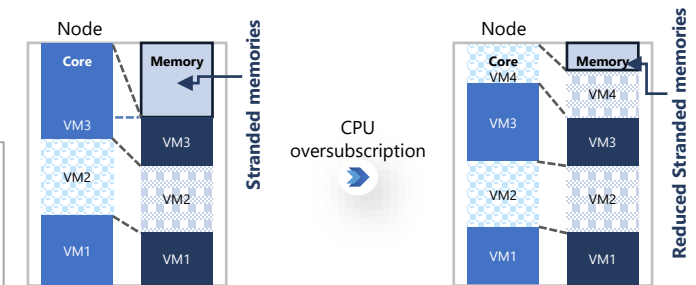 Node
Core
Memory
VM3
VM3
VM2
VM2
VM1
VM1
Stranded memories
CPU
oversubscription
Node
Core
VM4
Memory
VM4
VM3
VM3
VM2
VM2
VM1
VM1
Reduced Stranded memories